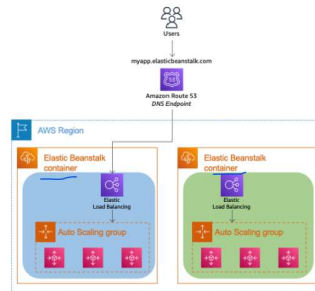 Users
myapp.elasticbeanstalk.com
Amazon Route 53
DNS Endpoint
AWS Region
Elastic Beanstalk
container
Elastic
Load Balancing
Auto Scaling group
Elastic Beanstalk
container
Elastic
Load Balancing
Auto Scaling group